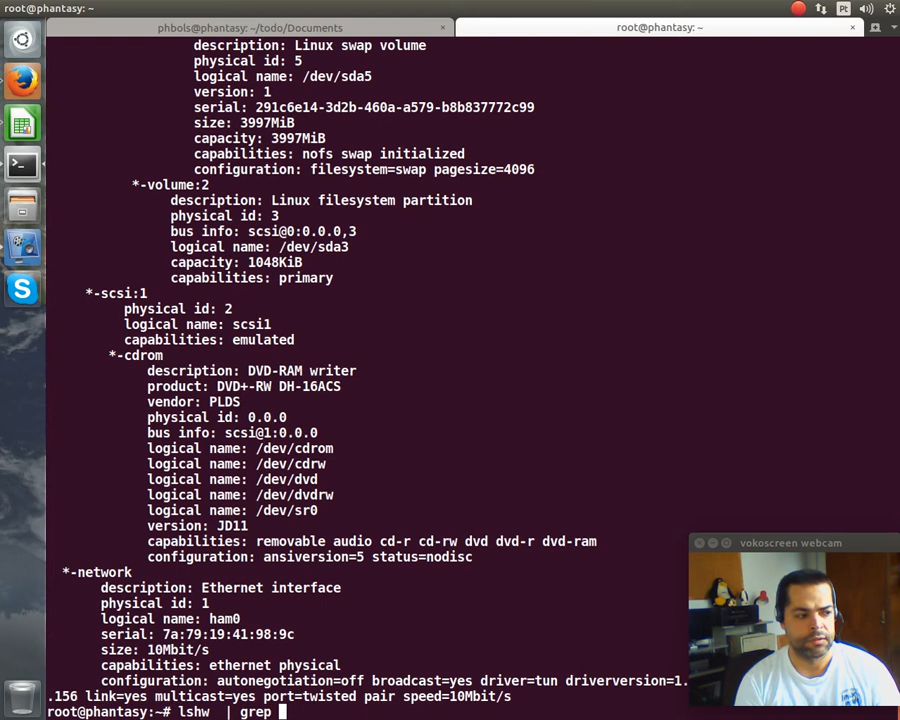 root@phantasy: ~
Pt
phbols@phantasy: ~/todo/Documents
×
root@phantasy: ~
×
description: Linux swap volume
physical id: 5
logical name: /dev/sda5
version: 1
serial: 291c6e14-3d2b-460a-a579-b8b837772c99
size: 3997MiB
capacity: 3997MiB
capabilities: nofs swap initialized
configuration: filesystem=swap pagesize=4096
*-volume:2
description: Linux filesystem partition
physical id: 3
bus info: scsi@0:0.0.0,3
logical name: /dev/sda3
capacity: 1048KiB
capabilities: primary
*-scsi:1
physical id: 2
logical name: scsi1
capabilities: emulated
*-cdrom
description: DVD-RAM writer
product: DVD+-RW DH-16ACS
vendor: PLDS
physical id: 0.0.0
bus info: scsi@1:0.0.0
logical name: /dev/cdrom
logical name: /dev/cdrw
logical name: /dev/dvd
logical name: /dev/dvdrw
logical name: /dev/sr0
version: JD11
capabilities: removable audio cd-r cd-rw dvd dvd-r dvd-ram
configuration: ansiversion=5 status=nodisc
*-network
description: Ethernet interface
physical id: 1
logical name: ham0
serial: 7a:79:19:41:98:9c
size: 10Mbit/s
capabilities: ethernet physical
configuration: autonegotiation=off broadcast=yes driver=tun driverversion=1.
.156 link=yes multicast=yes port=twisted pair speed=10Mbit/s
root@phantasy:~# lshw  | grep
vokoscreen webcam